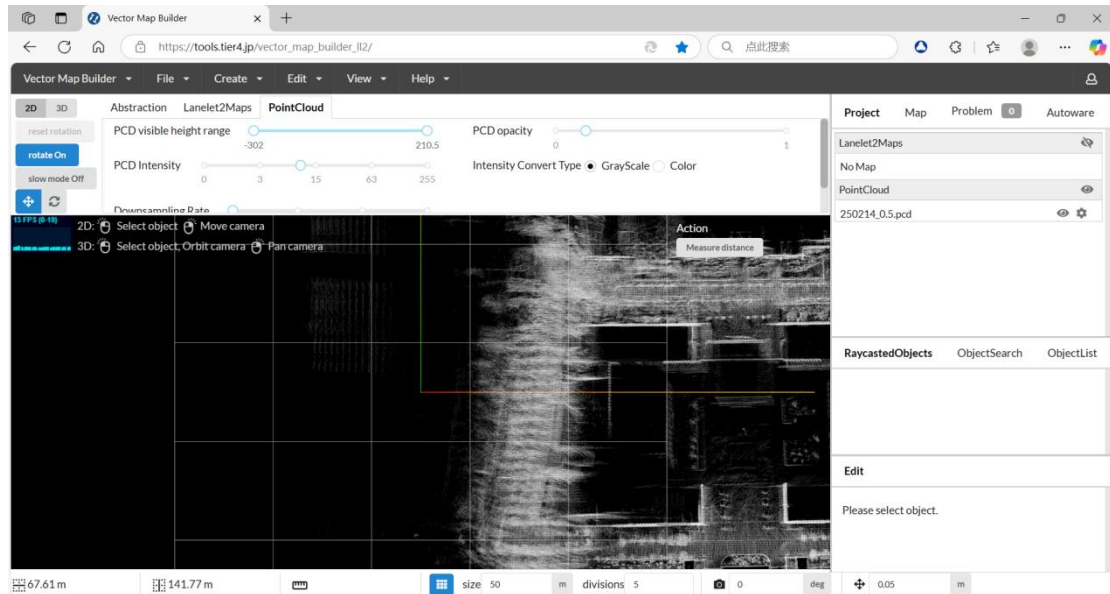 Vector Map Builder
https://tools.tier4.jp/vector_map_builder_ll2/
点此搜索
Vector Map Builder File Create Edit View Help
2D 3D
reset rotation
rotate On
slow mode Off
Abstraction Lanelet2Maps PointCloud
PCD visible height range
-302 210.5
PCD opacity
0 1
PCD Intensity
0 3 15 63 255
Intensity Convert Type GrayScale Color
Downsampling Rate
13 FPS (0-18)
2D: Select object Move camera
3D: Select object, Orbit camera Pan camera
Action
Measure distance
Project Map Problem 0 Autoware
Lanelet2Maps
No Map
PointCloud
250214_0.5.pcd
RaycastedObjects ObjectSearch ObjectList
Edit
Please select object.
67.61 m 141.77 m size 50 m divisions 5 0 deg 0.05 m